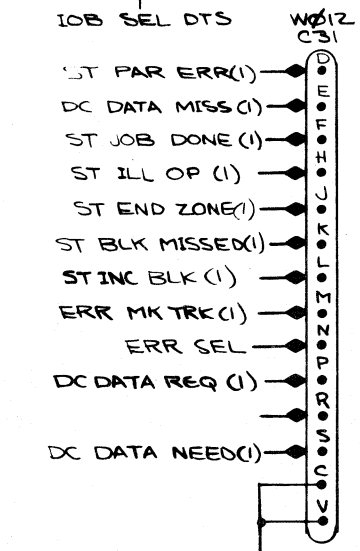 IOB SEL DTS
WØ12
C31
ST PAR ERR(1)
D
DC DATA MISS(1)
E
ST JOB DONE (1)
F
ST ILL OP (1)
H
ST END ZONE(1)
J
ST BLK MISSED(1)
K
ST INC BLK (1)
L
ERR MK TRK(1)
M
ERR SEL
N
DC DATA REQ (1)
P
R
DC DATA NEED(1)
S
C
V